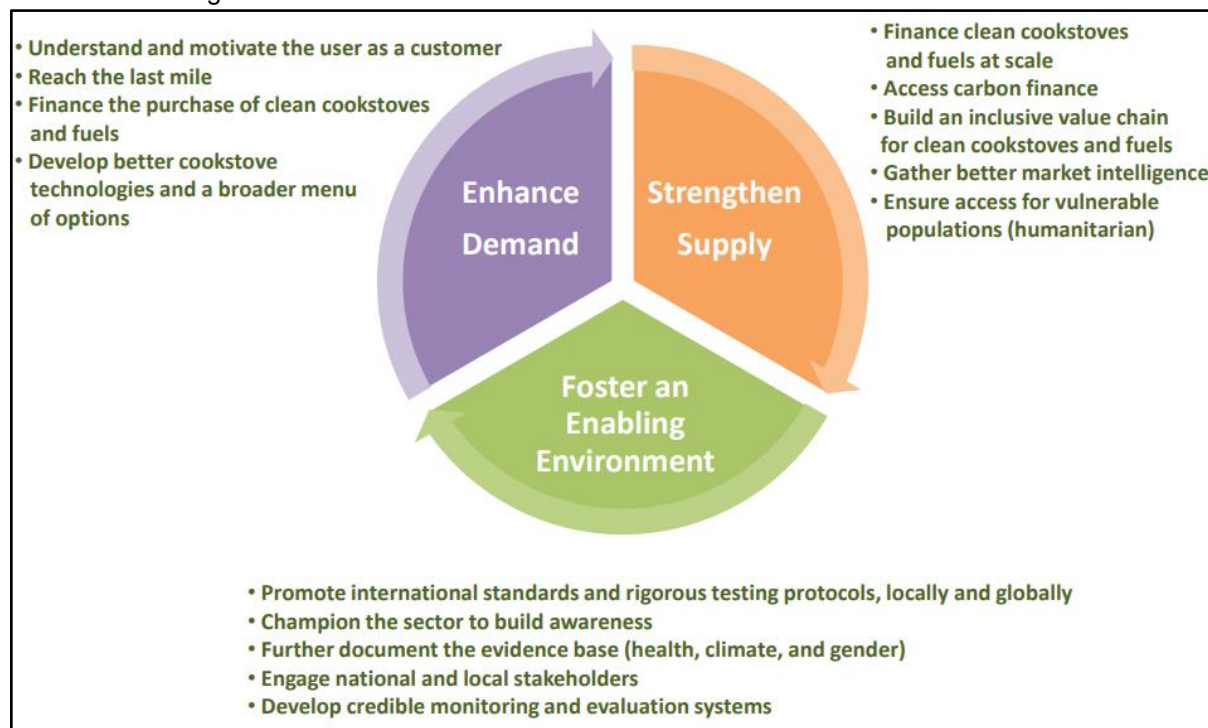 • Understand and motivate the user as a customer
• Reach the last mile
• Finance the purchase of clean cookstoves
and fuels
• Develop better cookstove
technologies and a broader menu
of options
Enhance
Demand
Strengthen
Supply
• Finance clean cookstoves
and fuels at scale
• Access carbon finance
• Build an inclusive value chain
for clean cookstoves and fuels
• Gather better market intelligence
• Ensure access for vulnerable
populations (humanitarian)
Foster an
Enabling
Environment
• Promote international standards and rigorous testing protocols, locally and globally
• Champion the sector to build awareness
• Further document the evidence base (health, climate, and gender)
• Engage national and local stakeholders
• Develop credible monitoring and evaluation systems